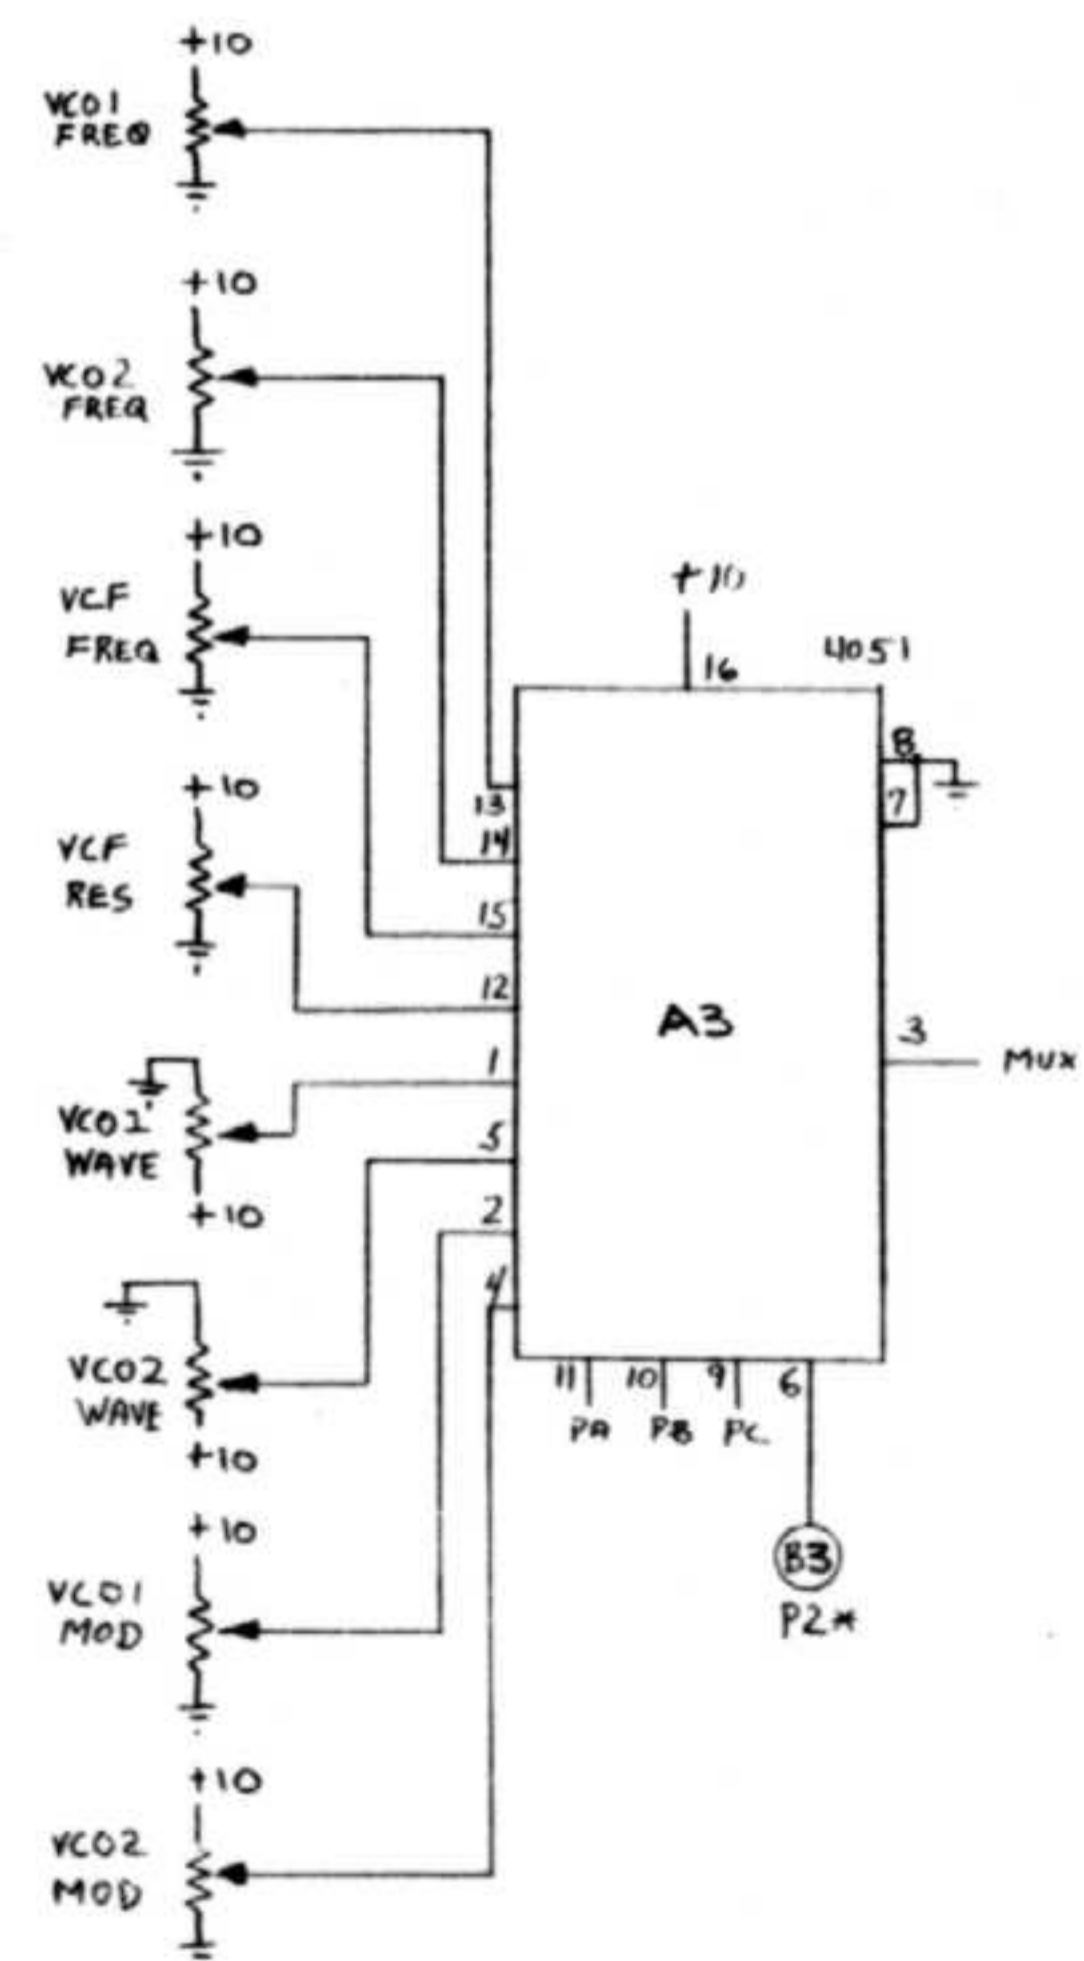 +10
VCO1
FREQ
+10
VCO2
FREQ
+10
VCF
FREQ
+10
VCF
RES
+10
16
4051
8
7
13
14
15
12
1
5
2
4
A3
3
MUX
VCO2
WAVE
+10
VCO2
WAVE
+10
11
10
9
6
PA
PB
PC
B3
P2*
+10
VCO1
MOD
+10
VCO2
MOD